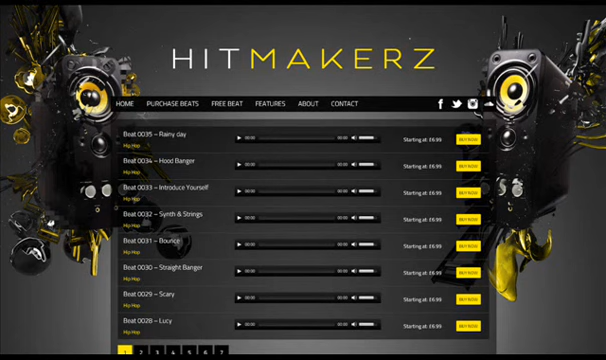 HITMAKERZ
HOME PURCHASE BEATS FREE BEAT FEATURES ABOUT CONTACT
Beat 0035 – Rainy day 00:00 00:00 Starting at: £6.99 BUY NOW
Hip Hop
Beat 0034 – Hood Banger 00:00 00:00 Starting at: £6.99 BUY NOW
Hip Hop
Beat 0033 – Introduce Yourself 00:00 00:00 Starting at: £6.99 BUY NOW
Hip Hop
Beat 0032 – Synth & Strings 00:00 00:00 Starting at: £6.99 BUY NOW
Hip Hop
Beat 0031 – Bounce 00:00 00:00 Starting at: £6.99 BUY NOW
Hip Hop
Beat 0030 – Straight Banger 00:00 00:00 Starting at: £6.99 BUY NOW
Hip Hop
Beat 0029 – Scary 00:00 00:00 Starting at: £6.99 BUY NOW
Hip Hop
Beat 0028 – Lucy 00:00 00:00 Starting at: £6.99 BUY NOW
Hip Hop
1 2 3 4 5 6 7